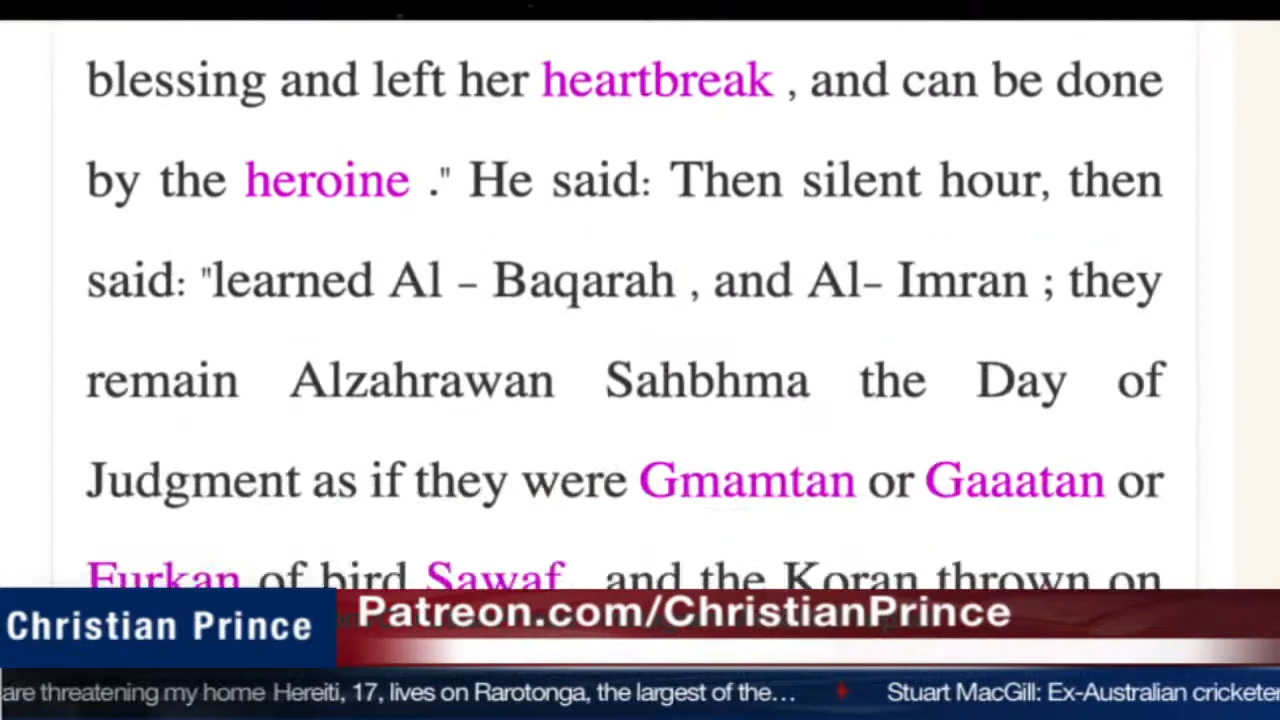 blessing and left her heartbreak , and can be done
by the heroine ." He said: Then silent hour, then
said: "learned Al – Baqarah , and Al– Imran ; they
remain Alzahrawan Sahbhma the Day of
Judgment as if they were Gmamtan or Gaaatan or
Furkan of bird Sawaf , and the Koran thrown on
Christian Prince
Patreon.com/ChristianPrince
are threatening my home Hereiti, 17, lives on Rarotonga, the largest of the... Stuart MacGill: Ex-Australian cricketer